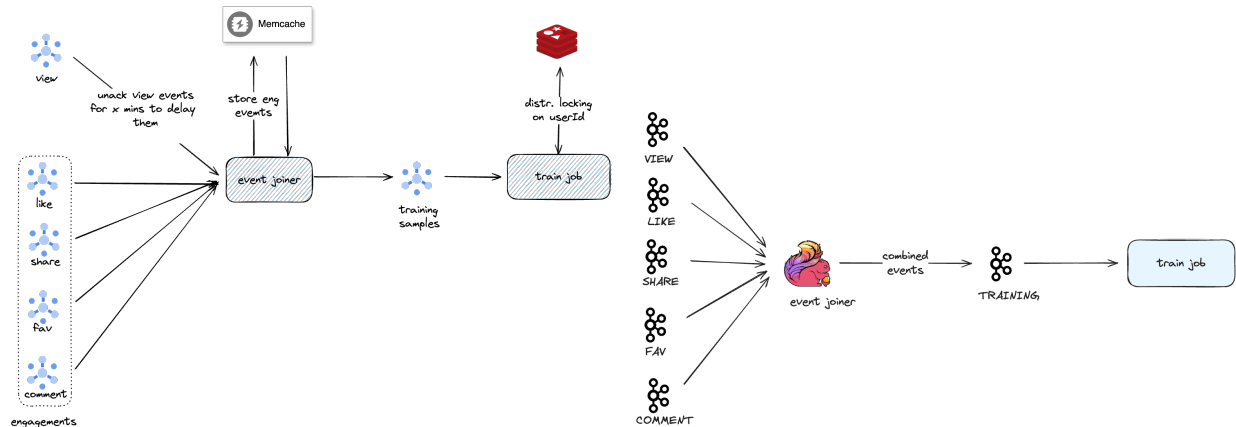 Memcache
view
unack view events
for x mins to delay
them
store eng
evemts
distr. locking
on userId
event joiner
train job
like
training
samples
share
fav
comment
engagements
VIEW
LIKE
SHARE
combined
events
train job
event joiner
TRAINING
FAV
COMMENT